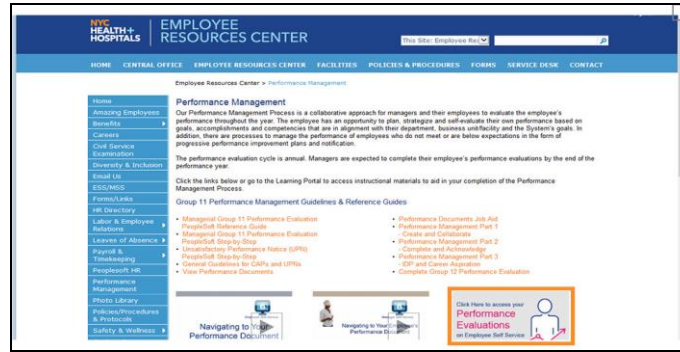 NYC
HEALTH+
HOSPITALS
EMPLOYEE
RESOURCES CENTER
This Site: Employee Re
HOME CENTRAL OFFICE EMPLOYEE RESOURCES CENTER FACILITIES POLICIES & PROCEDURES FORMS SERVICE DESK CONTACT
Employee Resources Center > Performance Management
Home
Amazing Employees
Benefits
Careers
Civil Service
Examination
Diversity & Inclusion
Email Us
ESS/MSS
Forms/Links
HR Directory
Labor & Employee
Relations
Leaves of Absence
Payroll &
Timekeeping
Peoplesoft HR
Performance
Management
Photo Library
Policies/Procedures
& Protocols
Safety & Wellness
Performance Management
Our Performance Management Process is a collaborative approach for managers and their employees to evaluate the employee's
performance throughout the year. The employee has an opportunity to plan, strategize and self-evaluate their own performance based on
goals, accomplishments and competencies that are in alignment with their department, business unit/facility and the System's goals. In
addition, there are processes to manage the performance of employees who do not meet or are below expectations in the form of
progressive performance improvement plans and notification.
The performance evaluation cycle is annual. Managers are expected to complete their employee's performance evaluations by the end of the
performance year.
Click the links below or go to the Learning Portal to access instructional materials to aid in your completion of the Performance
Management Process.
Group 11 Performance Management Guidelines & Reference Guides
• Managerial Group 11 Performance Evaluation
PeopleSoft Reference Guide
• Managerial Group 11 Performance Evaluation
PeopleSoft Step-by-Step
• Unsatisfactory Performance Notice (UPN)
PeopleSoft Step-by-Step
• General Guidelines for CAPs and UPNs
• View Performance Documents
• Performance Documents Job Aid
• Performance Management Part 1
- Create and Collaborate
• Performance Management Part 2
- Complete and Acknowledge
• Performance Management Part 3
- IDP and Career Aspiration
• Complete Group 12 Performance Evaluation
Navigating to Your
Performance Document
Navigating to Your Employee's
Performance Document
Click Here to access your
Performance
Evaluations
on Employee Self Service